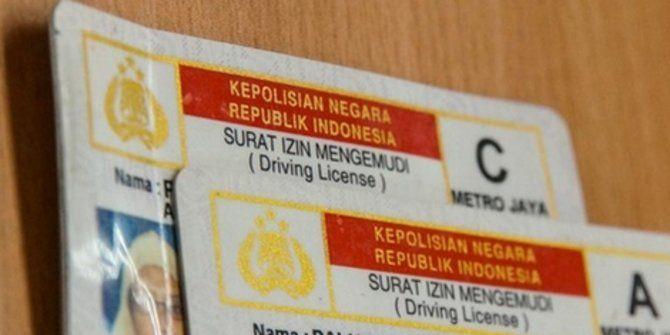 KEPOLISIAN NEGARA
REPUBLIK INDONESIA
SURAT IZIN MENGEMUDI
( Driving License )
C
METRO JAYA
Nama :
KEPOLISIAN NEGARA
REPUBLIK INDONESIA
SURAT IZIN MENGEMUDI
( Driving License )
A
Nama :